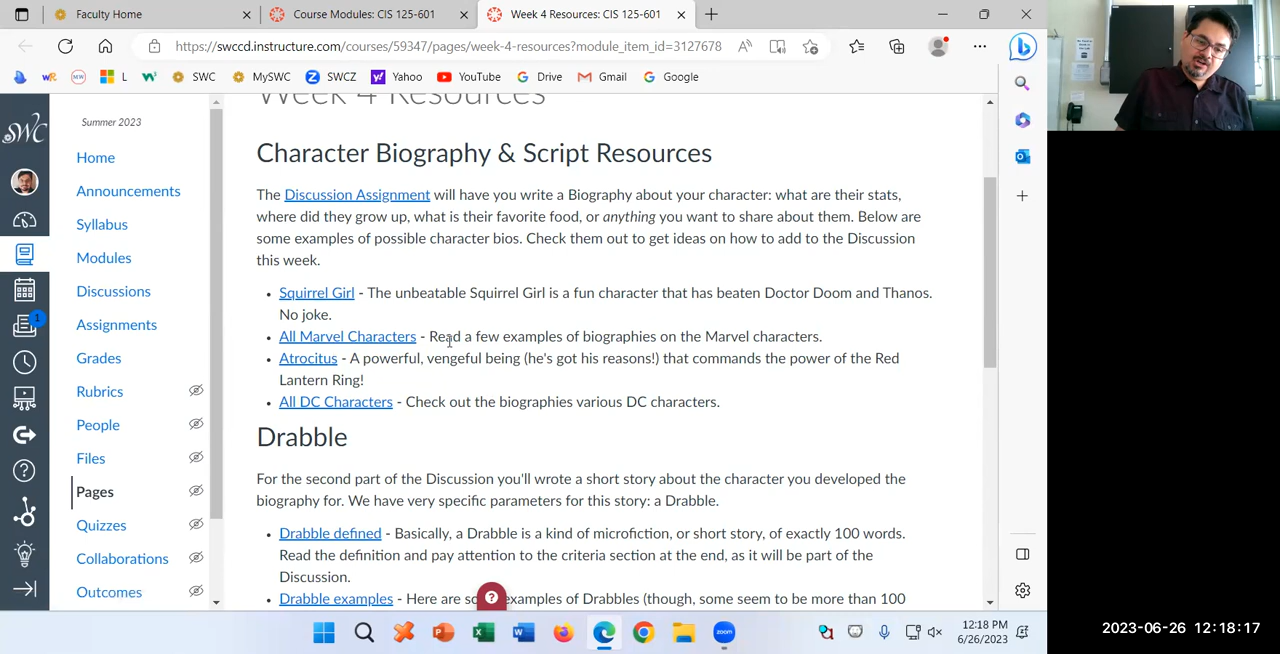 Faculty Home
Course Modules: CIS 125-601
Week 4 Resources: CIS 125-601
https://swccd.instructure.com/courses/59347/pages/week-4-resources?module_item_id=3127678
L
SWC
MySWC
SWCZ
Yahoo
YouTube
Drive
Gmail
Google
SWC
Summer 2023
Home
Announcements
Syllabus
Modules
Discussions
Assignments
1
Grades
Rubrics
People
Files
Pages
Quizzes
Collaborations
Outcomes
Week 4 Resources
Character Biography & Script Resources
The Discussion Assignment will have you write a Biography about your character: what are their stats,
where did they grow up, what is their favorite food, or anything you want to share about them. Below are
some examples of possible character bios. Check them out to get ideas on how to add to the Discussion
this week.
• Squirrel Girl - The unbeatable Squirrel Girl is a fun character that has beaten Doctor Doom and Thanos.
No joke.
• All Marvel Characters - Read a few examples of biographies on the Marvel characters.
• Atrocitus - A powerful, vengeful being (he's got his reasons!) that commands the power of the Red
Lantern Ring!
• All DC Characters - Check out the biographies various DC characters.
Drabble
For the second part of the Discussion you'll wrote a short story about the character you developed the
biography for. We have very specific parameters for this story: a Drabble.
• Drabble defined - Basically, a Drabble is a kind of microfiction, or short story, of exactly 100 words.
Read the definition and pay attention to the criteria section at the end, as it will be part of the
Discussion.
• Drabble examples - Here are so examples of Drabbles (though, some seem to be more than 100
zoom
12:18 PM
6/26/2023
2023-06-26 12:18:17